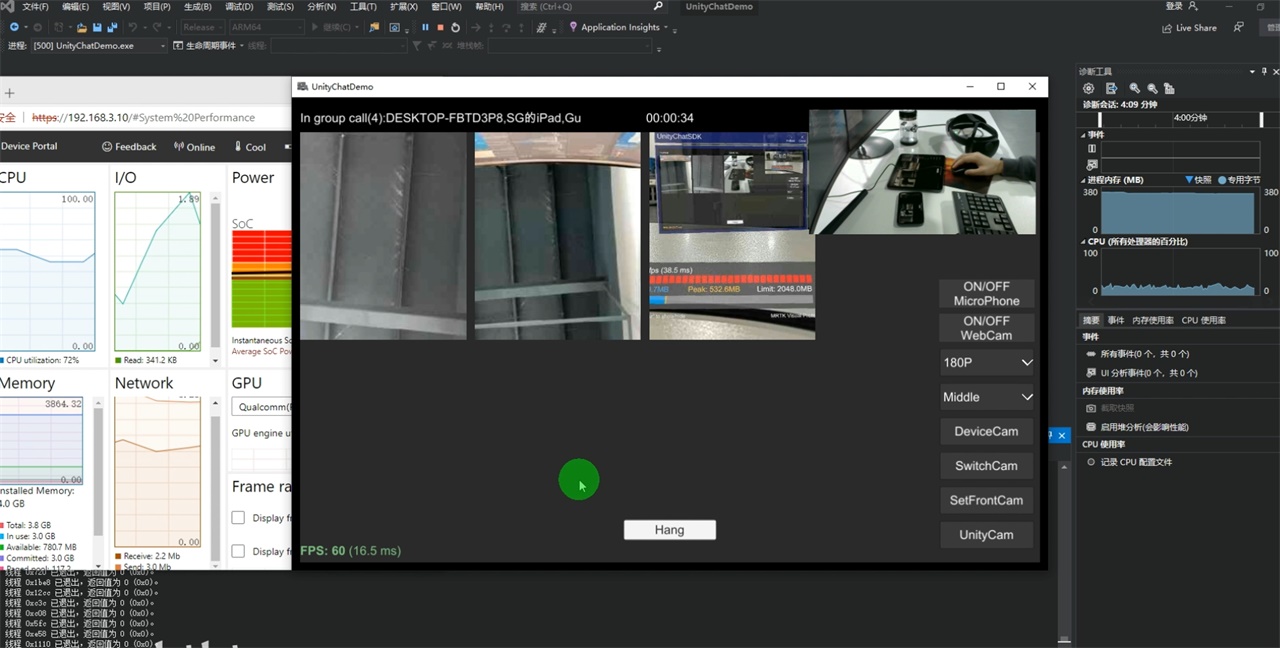 文件(F) 编辑(E) 视图(V) 项目(P) 生成(B) 调试(D) 测试(S) 分析(N) 工具(T) 扩展(X) 窗口(W) 帮助(H) 搜索 (Ctrl+Q) UnityChatDemo 登录
Release ARM64 继续(C) Application Insights Live Share
进程: [500] UnityChatDemo.exe 生命周期事件 线程: 堆栈帧:
安全 https://192.168.3.10/#System%20Performance
Device Portal Feedback Online Cool
CPU
100.00
0.00
CPU utilization: 72%
I/O
1.89
0.00
Read: 341.2 KB
Power
SoC
Instantaneous So
Average SoC Po
Memory
3864.32
0.00
nstalled Memory:
4.0 GB
Total: 3.8 GB
In use: 3.0 GB
Available: 780.7 MB
Committed: 3.0 GB
Network
0.00
Receive: 2.2 Mb
Send: 3.0 Mb
GPU
Qualcomm(
GPU engine u
Frame ra
Display f
Display f
UnityChatDemo
In group call(4):DESKTOP-FBTD3P8,SG的iPad,Gu 00:00:34
UnityChatSDK
fps (38.5 ms)
Peak: 532.6MB Limit: 2048.0MB
ON/OFF
MicroPhone
ON/OFF
WebCam
180P
Middle
DeviceCam
SwitchCam
SetFrontCam
UnityCam
Hang
FPS: 60 (16.5 ms)
诊断工具
诊断会话: 4:09 分钟
4:00分钟
事件
进程内存 (MB) 快照 专用字节
380 380
0 0
CPU (所有处理器的百分比)
100 100
0 0
摘要 事件 内存使用率 CPU 使用率
事件
所有事件(0 个，共 0 个)
UI 分析事件(0 个，共 0 个)
内存使用率
截取快照
启用堆分析(会影响性能)
CPU 使用率
记录 CPU 配置文件
线程 0x1be8 已退出，返回值为 0 (0x0)。
线程 0x12cc 已退出，返回值为 0 (0x0)。
线程 0xc3c 已退出，返回值为 0 (0x0)。
线程 0xe08 已退出，返回值为 0 (0x0)。
线程 0x5fc 已退出，返回值为 0 (0x0)。
线程 0x458 已退出，返回值为 0 (0x0)。
线程 0x1110 已退出，返回值为 0 (0x0)